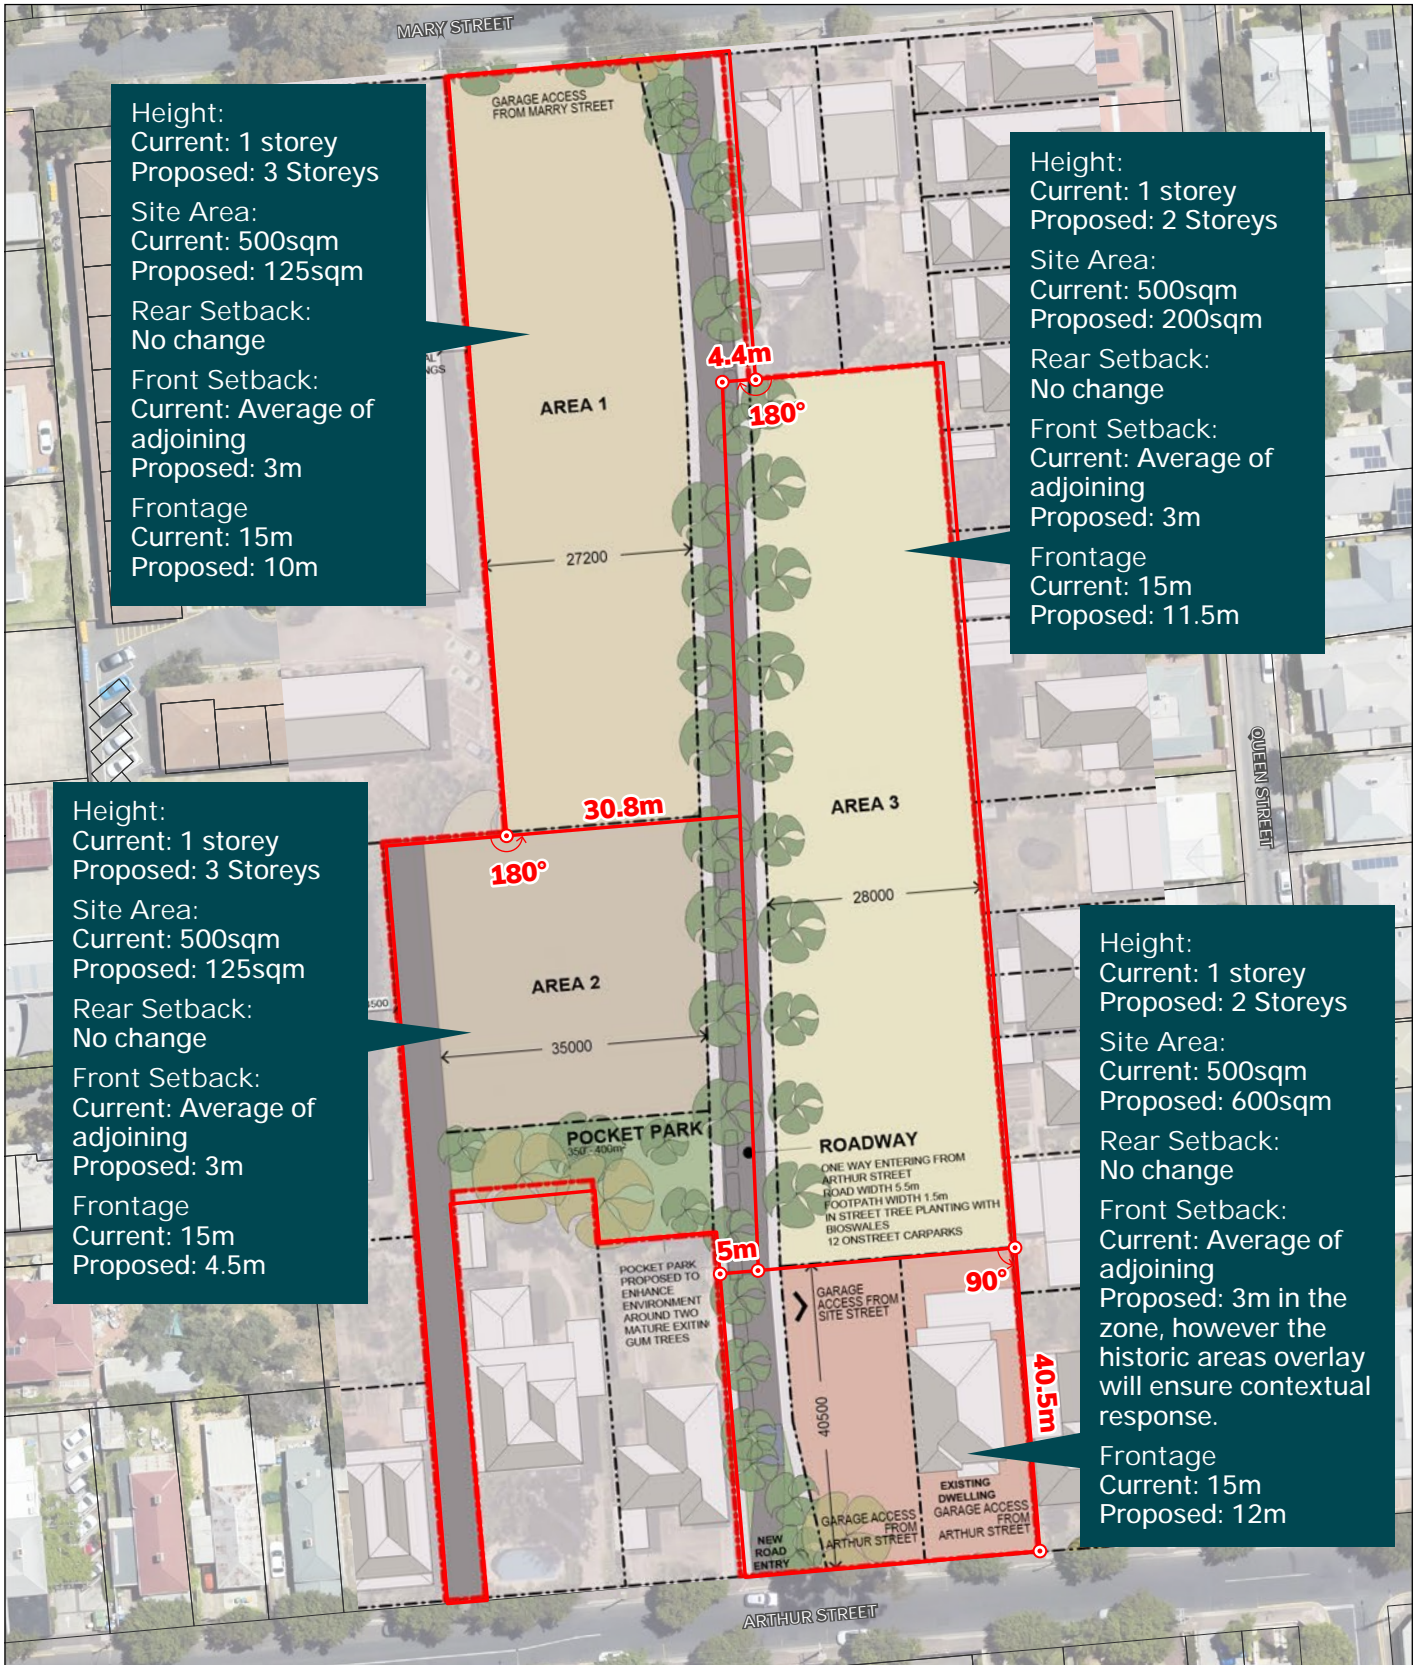 MARY STREET
GARAGE ACCESS
FROM MARRY STREET
Height:
Current: 1 storey
Proposed: 3 Storeys
Site Area:
Current: 500sqm
Proposed: 125sqm
Rear Setback:
No change
Front Setback:
Current: Average of
adjoining
Proposed: 3m
Frontage
Current: 15m
Proposed: 10m
Height:
Current: 1 storey
Proposed: 2 Storeys
Site Area:
Current: 500sqm
Proposed: 200sqm
Rear Setback:
No change
Front Setback:
Current: Average of
adjoining
Proposed: 3m
Frontage
Current: 15m
Proposed: 11.5m
4.4m
180°
AREA 1
27200
QUEEN STREET
30.8m
180°
AREA 3
28000
Height:
Current: 1 storey
Proposed: 3 Storeys
Site Area:
Current: 500sqm
Proposed: 125sqm
Rear Setback:
No change
Front Setback:
Current: Average of
adjoining
Proposed: 3m
Frontage
Current: 15m
Proposed: 4.5m
AREA 2
35000
POCKET PARK
350 - 400m²
ROADWAY
ONE WAY ENTERING FROM
ARTHUR STREET
ROAD WIDTH 5.5m
FOOTPATH WIDTH 1.5m
IN STREET TREE PLANTING WITH
BIOSWALES
12 ONSTREET CARPARKS
5m
90°
POCKET PARK
PROPOSED TO
ENHANCE
ENVIRONMENT
AROUND TWO
MATURE EXITING
GUM TREES
GARAGE
ACCESS FROM
SITE STREET
40500
40.5m
Height:
Current: 1 storey
Proposed: 2 Storeys
Site Area:
Current: 500sqm
Proposed: 600sqm
Rear Setback:
No change
Front Setback:
Current: Average of
adjoining
Proposed: 3m in the
zone, however the
historic areas overlay
will ensure contextual
response.
Frontage
Current: 15m
Proposed: 12m
EXISTING
DWELLING
GARAGE ACCESS
FROM
ARTHUR STREET
GARAGE ACCESS
FROM
ARTHUR STREET
NEW
ROAD
ENTRY
ARTHUR STREET